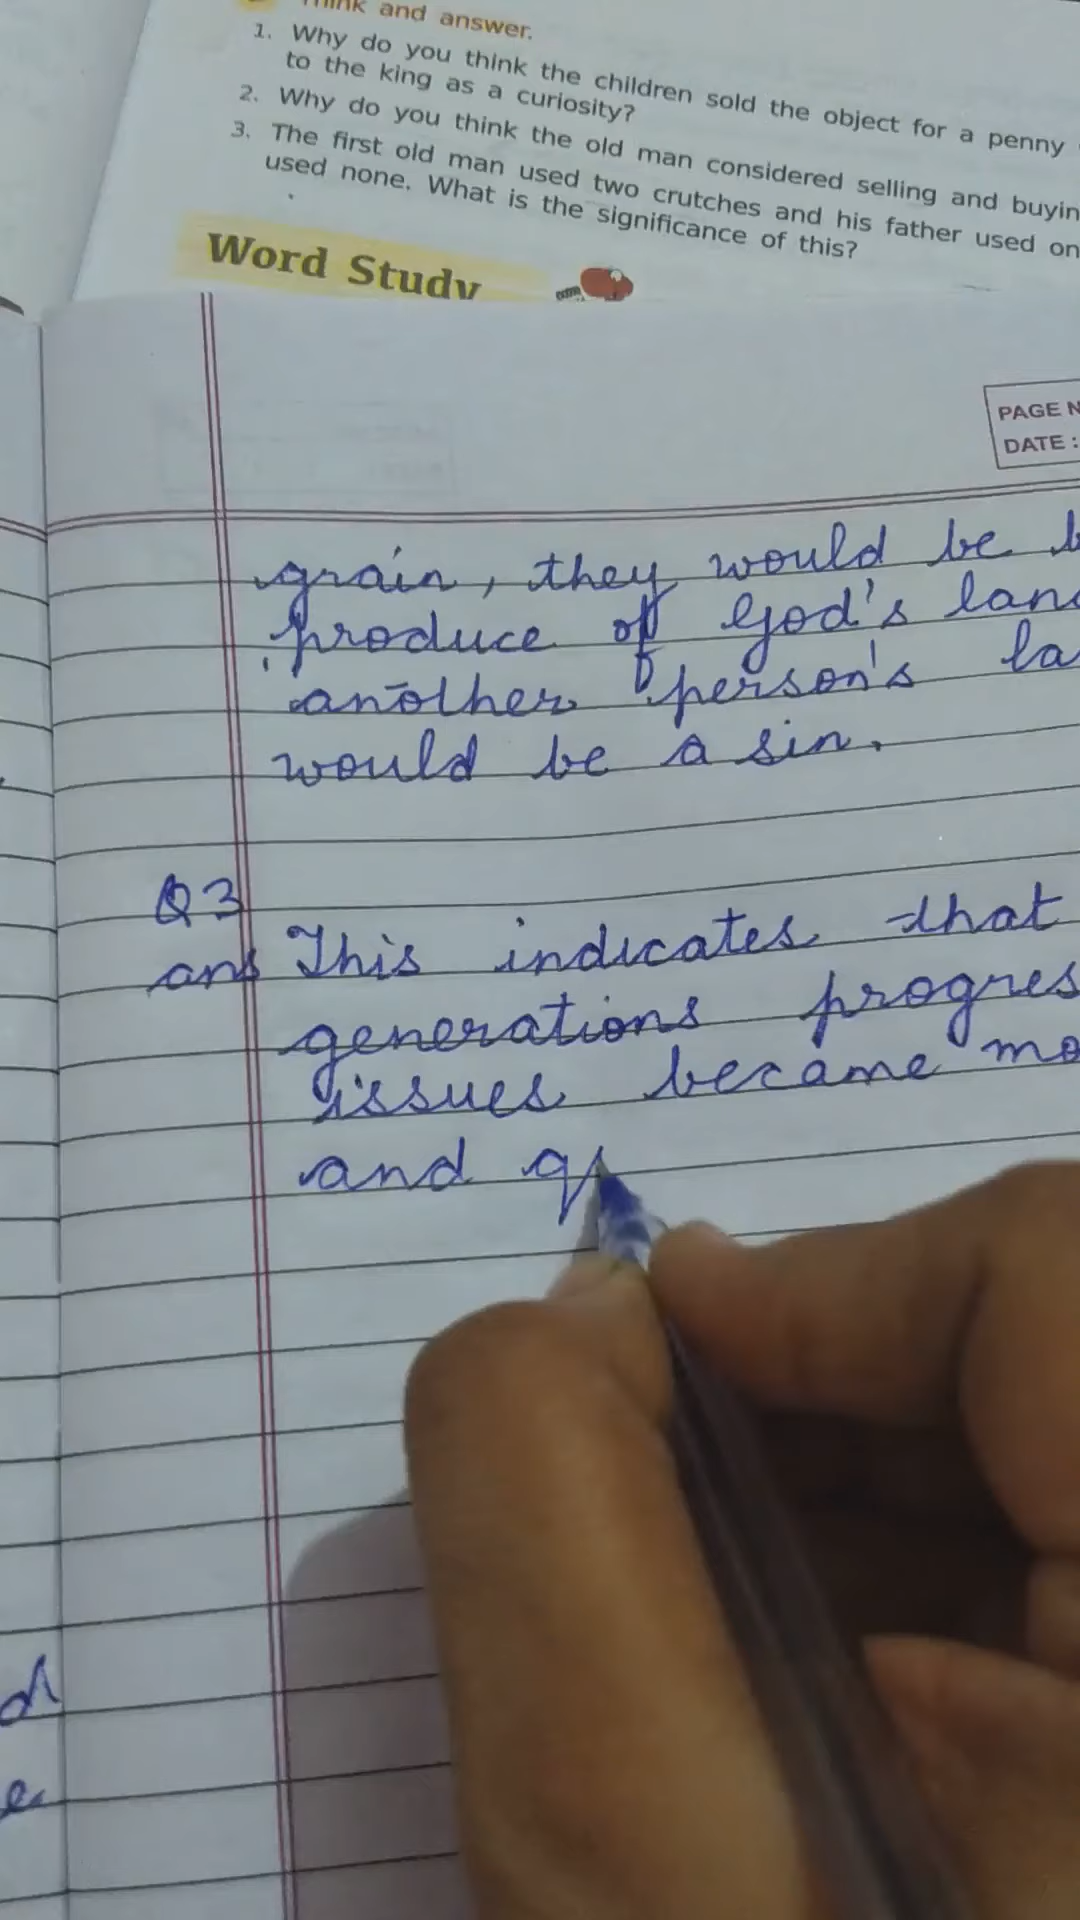 Think and answer.
1. Why do you think the children sold the object for a penny
to the king as a curiosity?
2. Why do you think the old man considered selling and buyin
3. The first old man used two crutches and his father used on
used none. What is the significance of this?
Word Study
PAGE N
DATE :
grain, they would be b
produce of God's land
another person's la
would be a sin.
Q3
ans This indicates that
generations progres
issues became mo
and
d
e